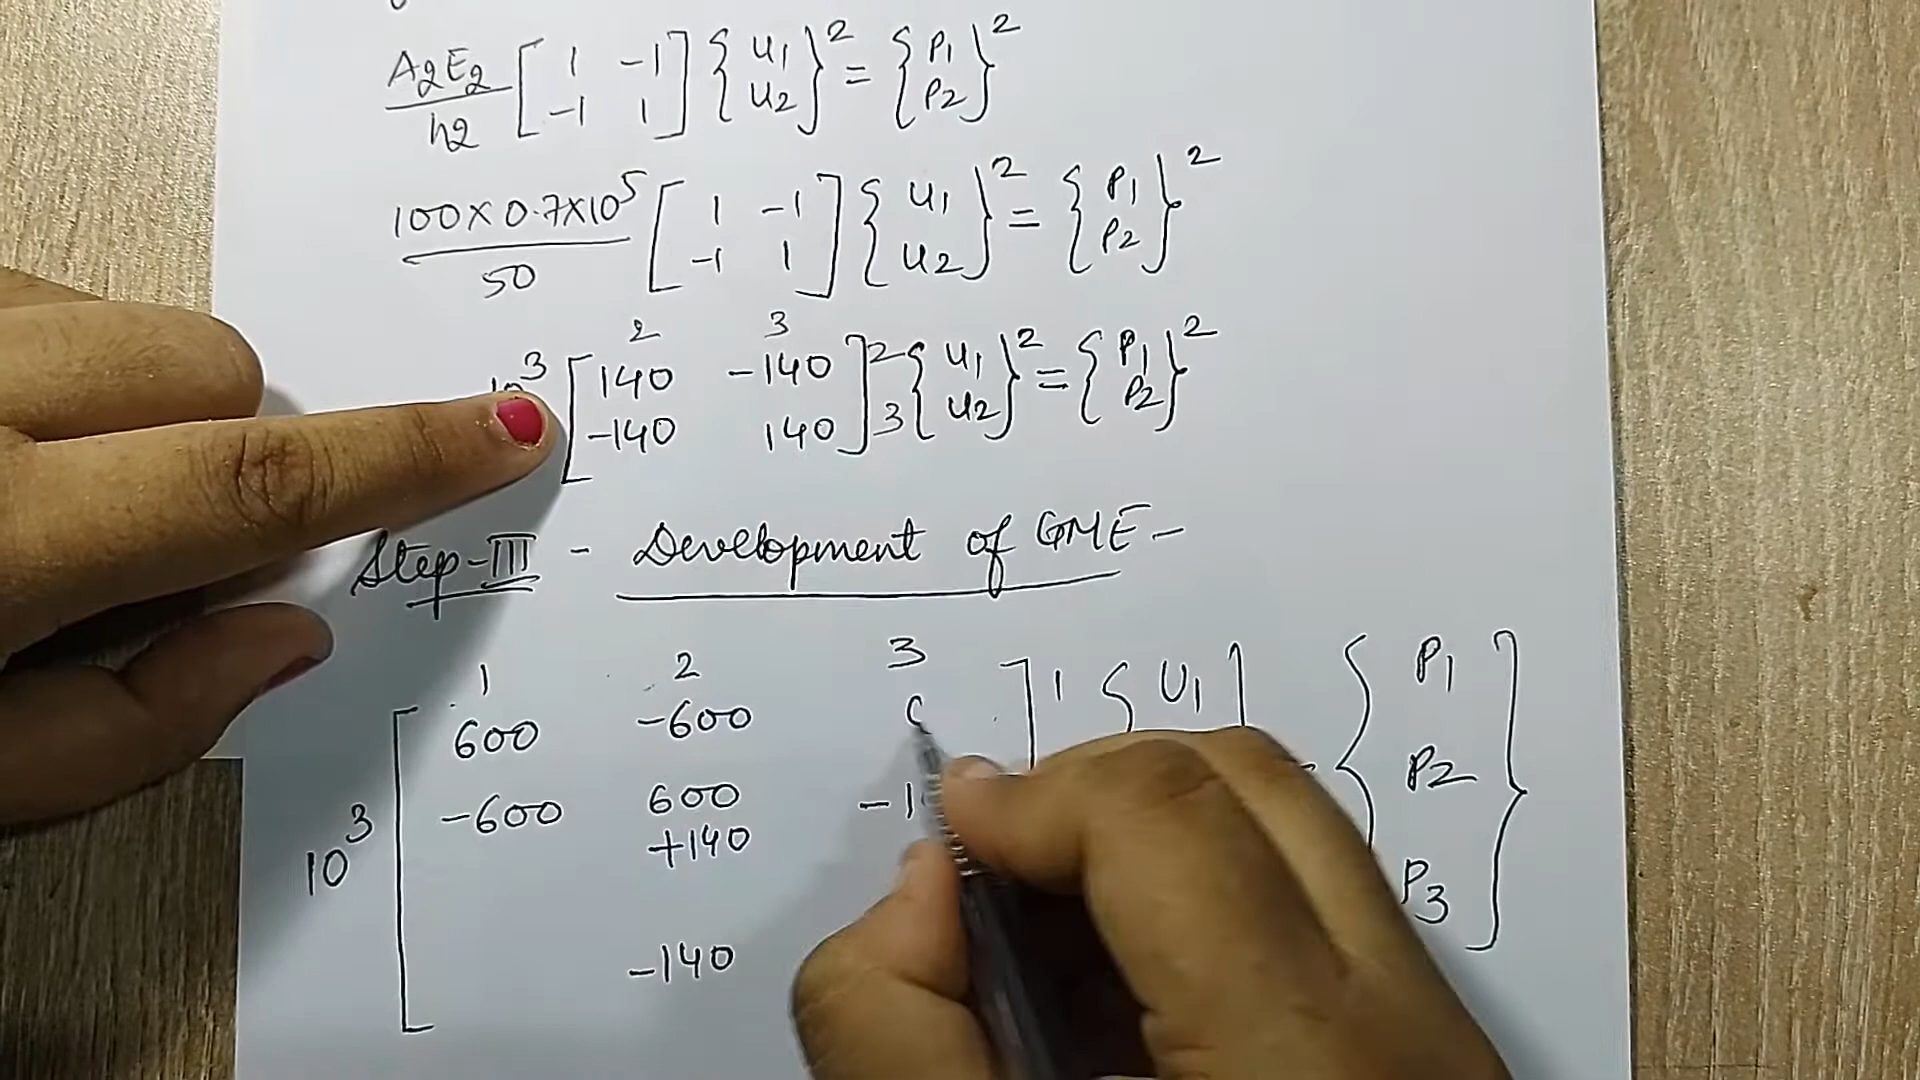 A2E2/h2 [1 -1] {u1}² = {P1}²
[-1 1] {u2} {P2}
100×0.7×10⁵/50 [1 -1] {u1}² = {P1}²
[-1 1] {u2} {P2}
2 3
10³ [140 -140] 2 {u1}² = {P1}²
[-140 140] 3 {u2} {P2}
Step-III - Development of GME -
1 2 3
[600 -600 ] 1 {U1} {P1}
10³ [-600 600+140 = {P2}
[-140 {P3}